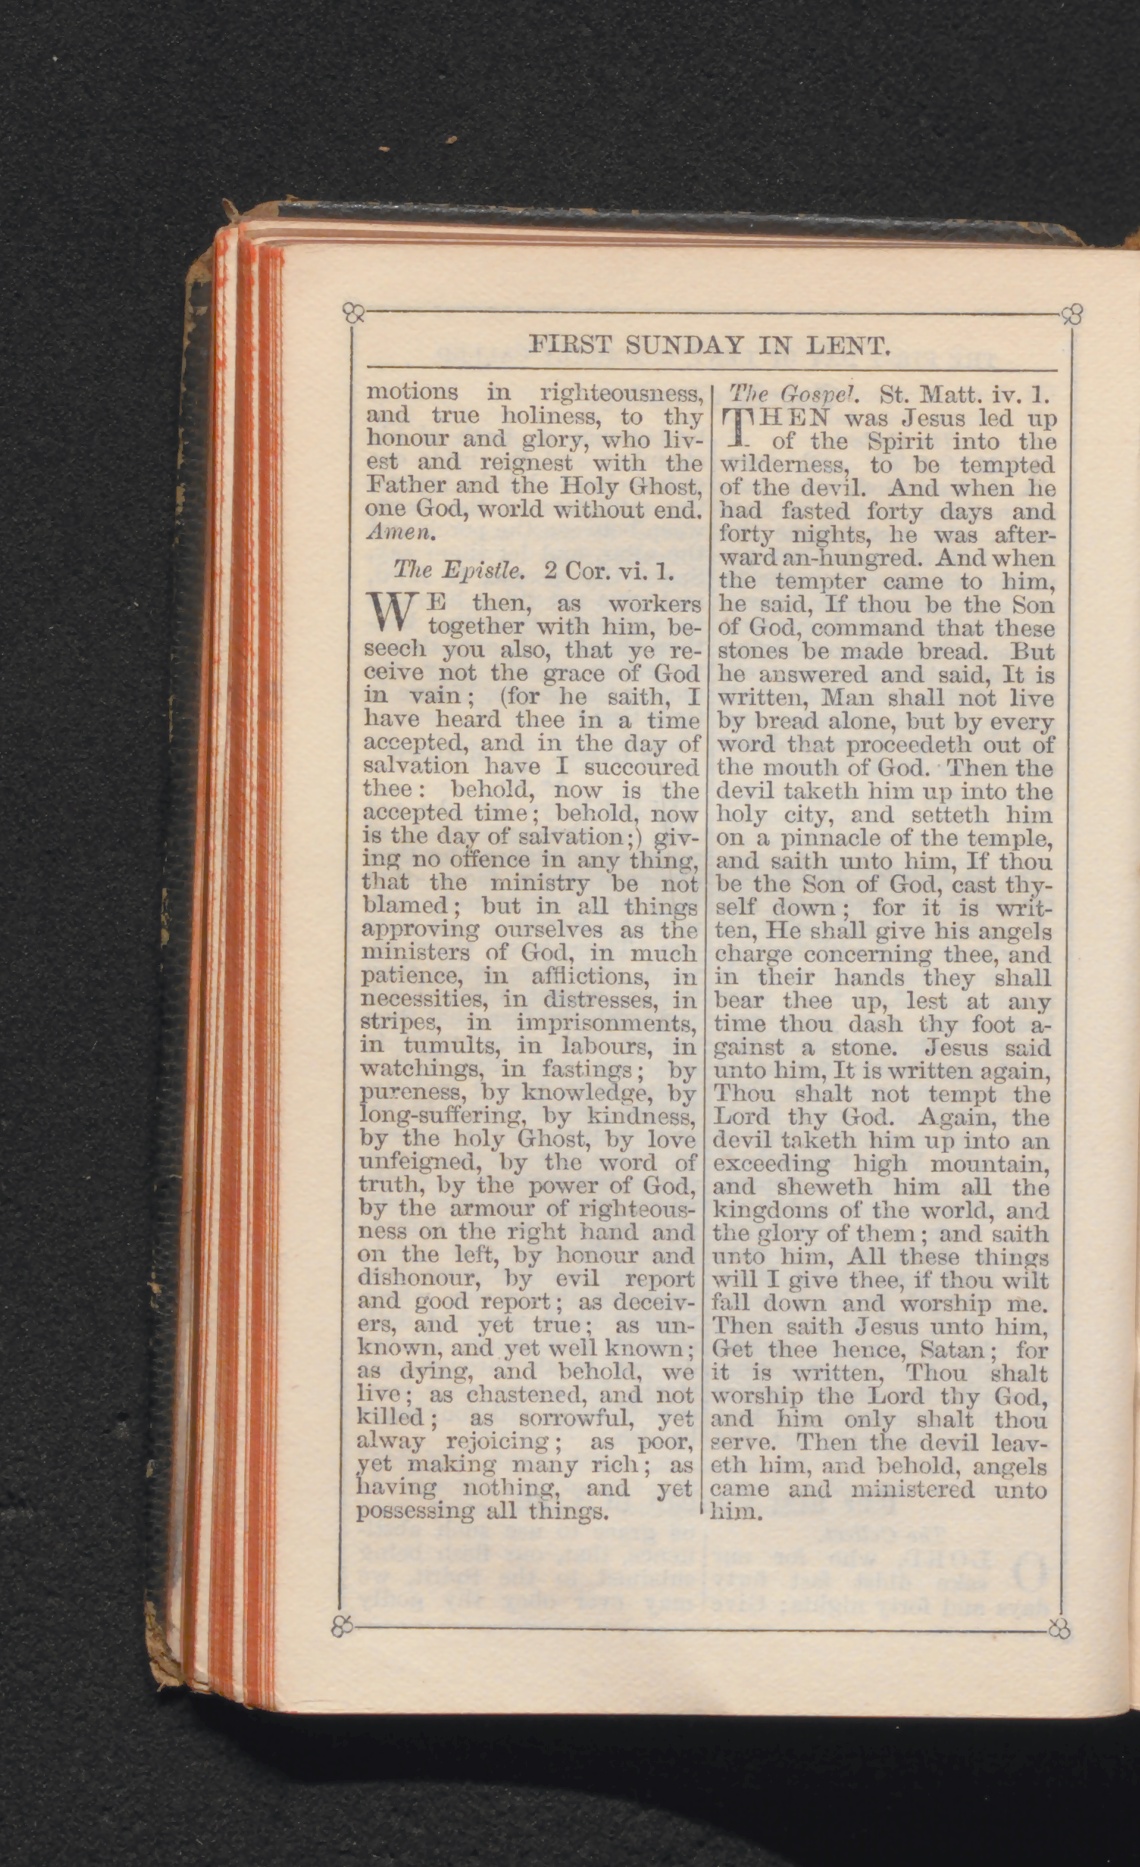 FIRST SUNDAY IN LENT.
motions in righteousness,
and true holiness, to thy
honour and glory, who liv-
est and reignest with the
Father and the Holy Ghost,
one God, world without end.
Amen.
The Epistle. 2 Cor. vi. 1.
WE then, as workers
together with him, be-
seech you also, that ye re-
ceive not the grace of God
in vain; (for he saith, I
have heard thee in a time
accepted, and in the day of
salvation have I succoured
thee: behold, now is the
accepted time; behold, now
is the day of salvation;) giv-
ing no offence in any thing,
that the ministry be not
blamed; but in all things
approving ourselves as the
ministers of God, in much
patience, in afflictions, in
necessities, in distresses, in
stripes, in imprisonments,
in tumults, in labours, in
watchings, in fastings; by
pureness, by knowledge, by
long-suffering, by kindness,
by the holy Ghost, by love
unfeigned, by the word of
truth, by the power of God,
by the armour of righteous-
ness on the right hand and
on the left, by honour and
dishonour, by evil report
and good report; as deceiv-
ers, and yet true; as un-
known, and yet well known;
as dying, and behold, we
live; as chastened, and not
killed; as sorrowful, yet
alway rejoicing; as poor,
yet making many rich; as
having nothing, and yet
possessing all things.
The Gospel. St. Matt. iv. 1.
THEN was Jesus led up
of the Spirit into the
wilderness, to be tempted
of the devil. And when he
had fasted forty days and
forty nights, he was after-
ward an-hungred. And when
the tempter came to him,
he said, If thou be the Son
of God, command that these
stones be made bread. But
he answered and said, It is
written, Man shall not live
by bread alone, but by every
word that proceedeth out of
the mouth of God. Then the
devil taketh him up into the
holy city, and setteth him
on a pinnacle of the temple,
and saith unto him, If thou
be the Son of God, cast thy-
self down; for it is writ-
ten, He shall give his angels
charge concerning thee, and
in their hands they shall
bear thee up, lest at any
time thou dash thy foot a-
gainst a stone. Jesus said
unto him, It is written again,
Thou shalt not tempt the
Lord thy God. Again, the
devil taketh him up into an
exceeding high mountain,
and sheweth him all the
kingdoms of the world, and
the glory of them; and saith
unto him, All these things
will I give thee, if thou wilt
fall down and worship me.
Then saith Jesus unto him,
Get thee hence, Satan; for
it is written, Thou shalt
worship the Lord thy God,
and him only shalt thou
serve. Then the devil leav-
eth him, and behold, angels
came and ministered unto
him.